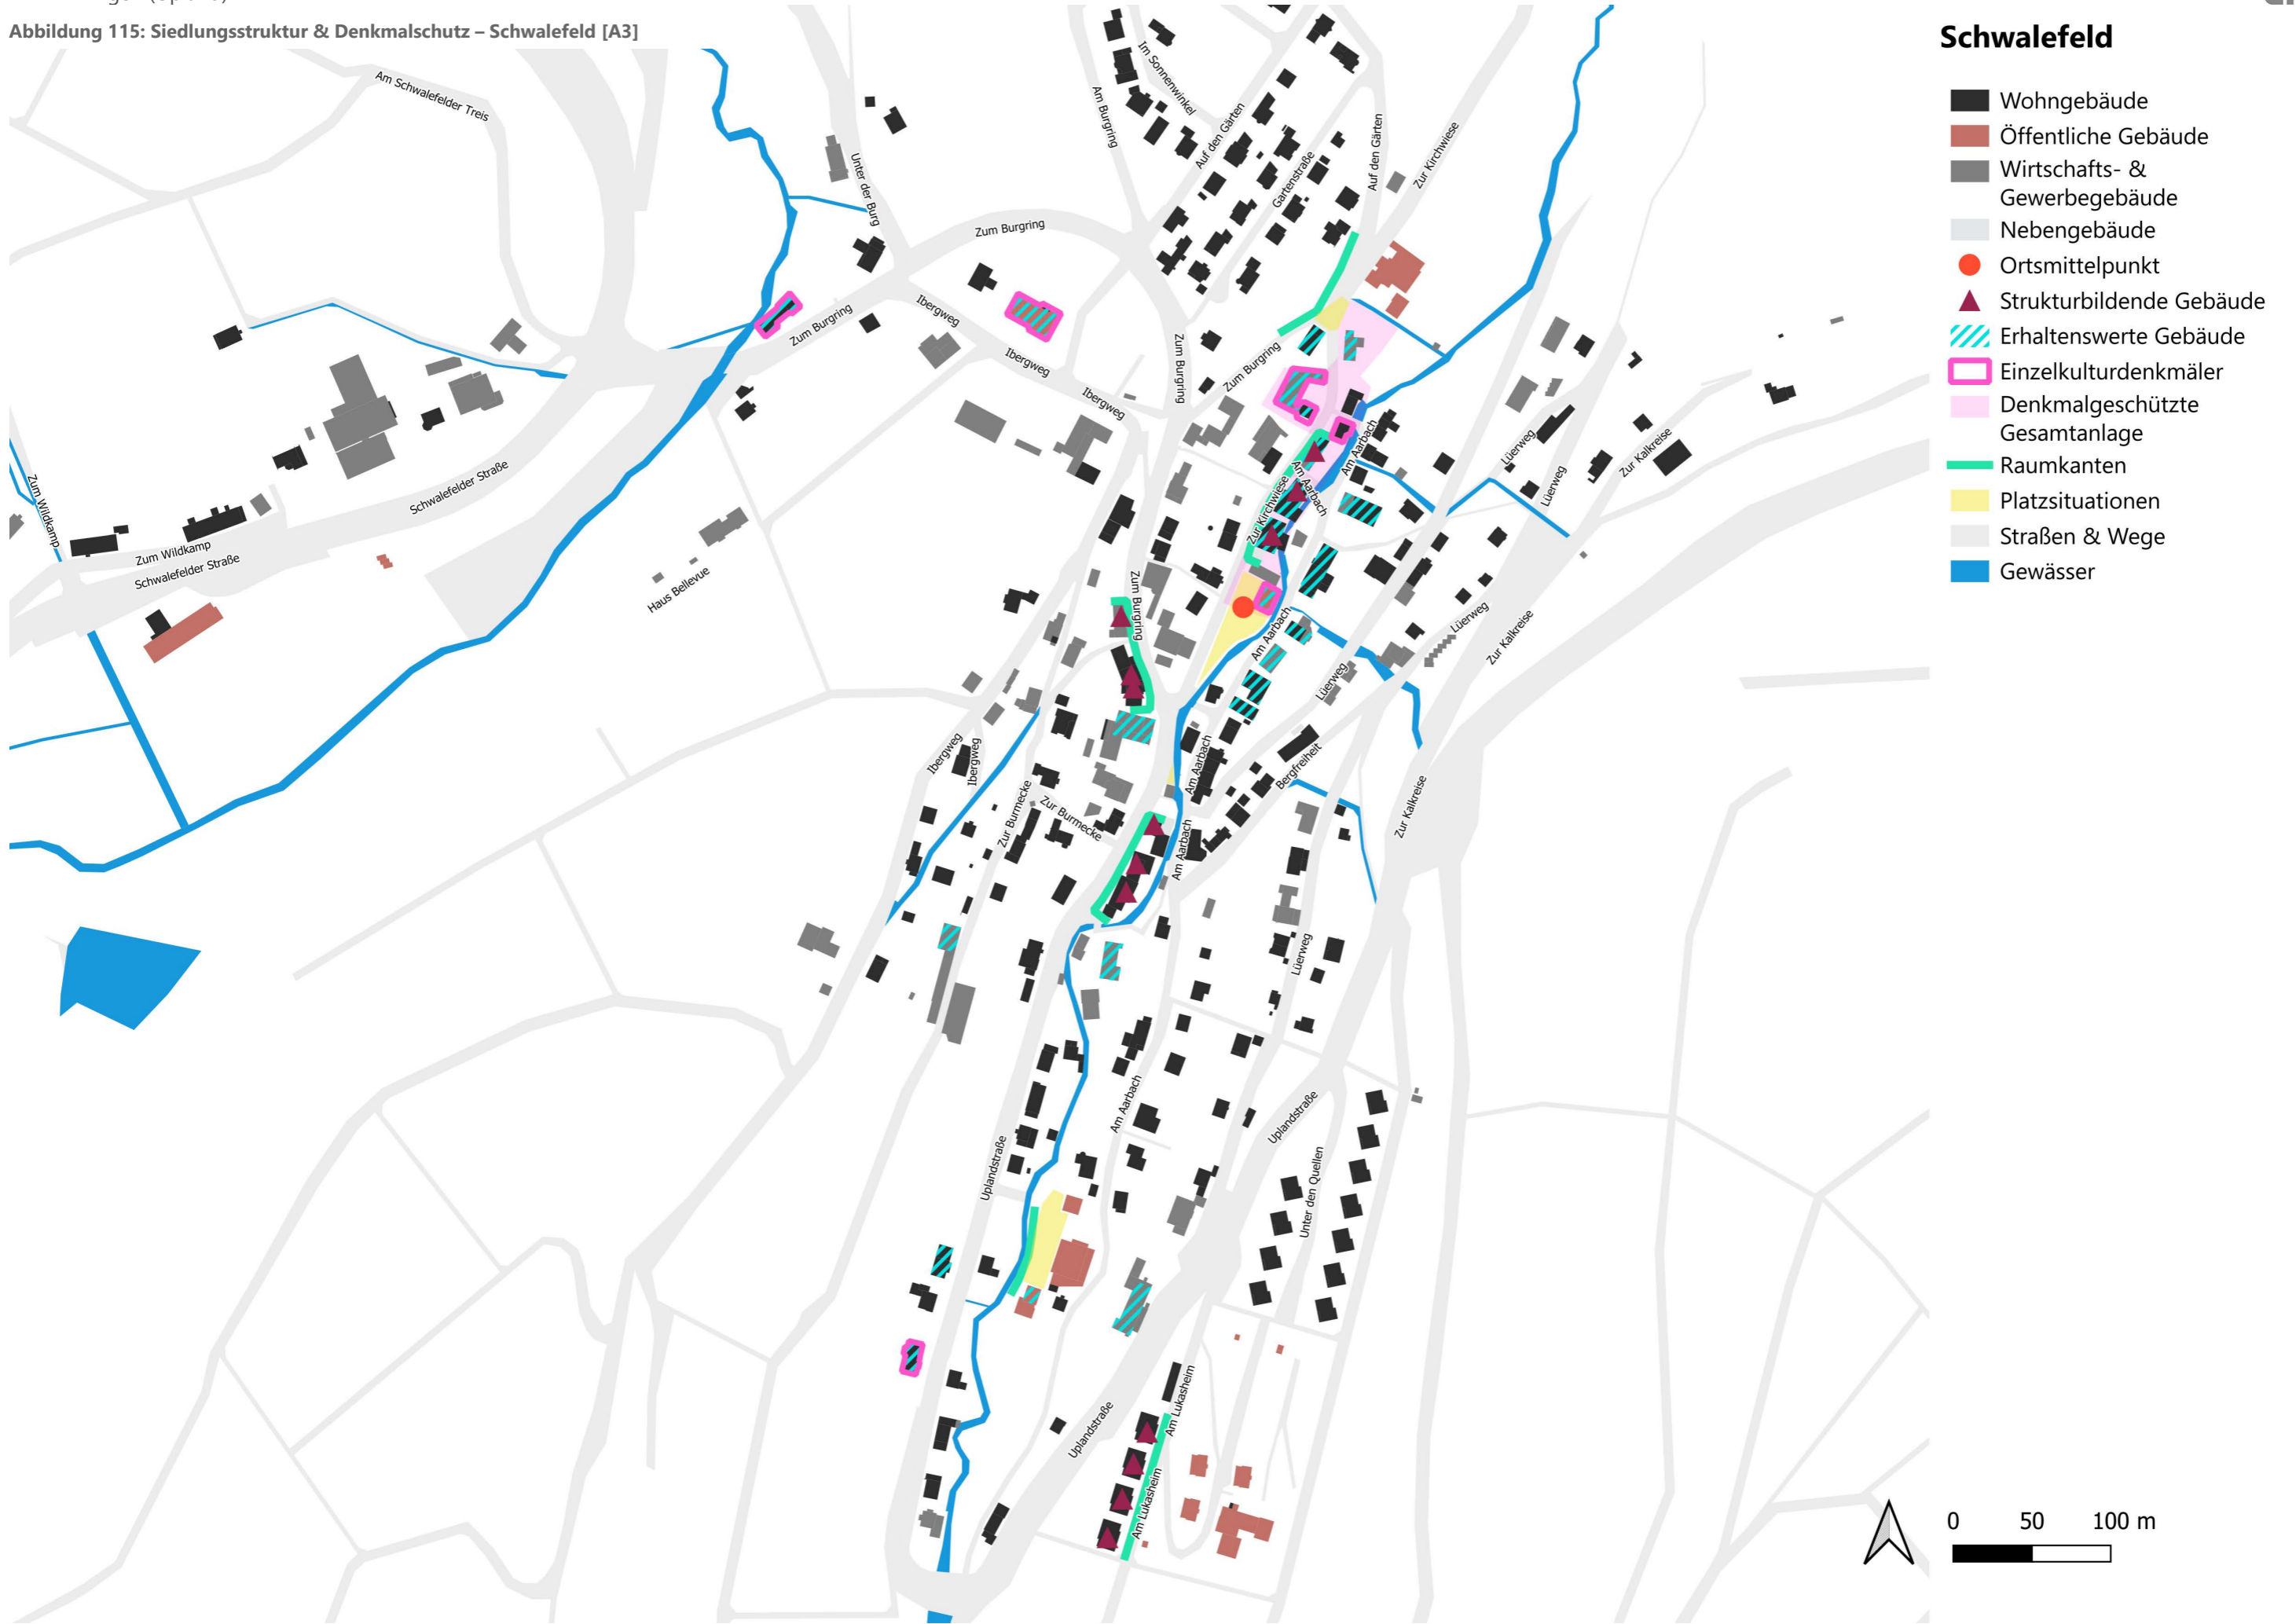 Abbildung 115: Siedlungsstruktur & Denkmalschutz – Schwalefeld [A3]
Schwalefeld
Wohngebäude
Öffentliche Gebäude
Wirtschafts- &
Gewerbegebäude
Nebengebäude
Ortsmittelpunkt
Strukturbildende Gebäude
Erhaltenswerte Gebäude
Einzelkulturdenkmäler
Denkmalgeschützte
Gesamtanlage
Raumkanten
Platzsituationen
Straßen & Wege
Gewässer
Am Schwalefelder Treis
Im Sonnenwinkel
Am Burgring
Auf den Gärten
Auf den Gärten
Zur Kirchwiese
Gartenstraße
Unter der Burg
Zum Burgring
Ibergweg
Zum Burgring
Ibergweg
Zum Burgring
Zum Burgring
Ibergweg
Am Aarbach
Lüerweg
Zur Kalkreise
Lüerweg
Am Aarbach
Zur Kirchwiese
Schwalefelder Straße
Zum Wildkamp
Zum Wildkamp
Schwalefelder Straße
Haus Bellevue
Zum Burgring
Am Aarbach
Lüerweg
Zur Kalkreise
Lüerweg
Ibergweg
Ibergweg
Am Aarbach
Bergfreiheit
Zur Burmecke
Zur Burmecke
Zur Kalkreise
Am Aarbach
Lüerweg
Am Aarbach
Uplandstraße
Uplandstraße
Unter den Quellen
Am Lukasheim
Uplandstraße
Am Lukasheim
0 50 100 m